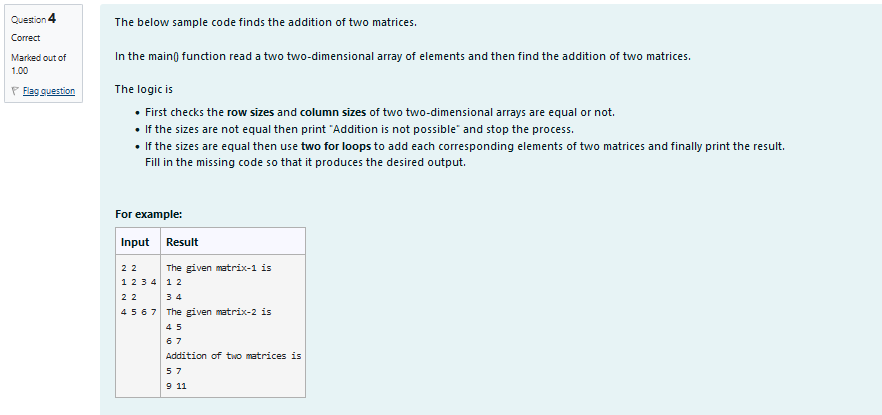 Question 4
Correct
Marked out of
1.00
Flag question
The below sample code finds the addition of two matrices.
In the main() function read a two two-dimensional array of elements and then find the addition of two matrices.
The logic is
• First checks the row sizes and column sizes of two two-dimensional arrays are equal or not.
• If the sizes are not equal then print "Addition is not possible" and stop the process.
• If the sizes are equal then use two for loops to add each corresponding elements of two matrices and finally print the result.
Fill in the missing code so that it produces the desired output.
For example:
Input Result
2 2 The given matrix-1 is
1 2 3 4 1 2
2 2 3 4
4 5 6 7 The given matrix-2 is
4 5
6 7
Addition of two matrices is
5 7
9 11